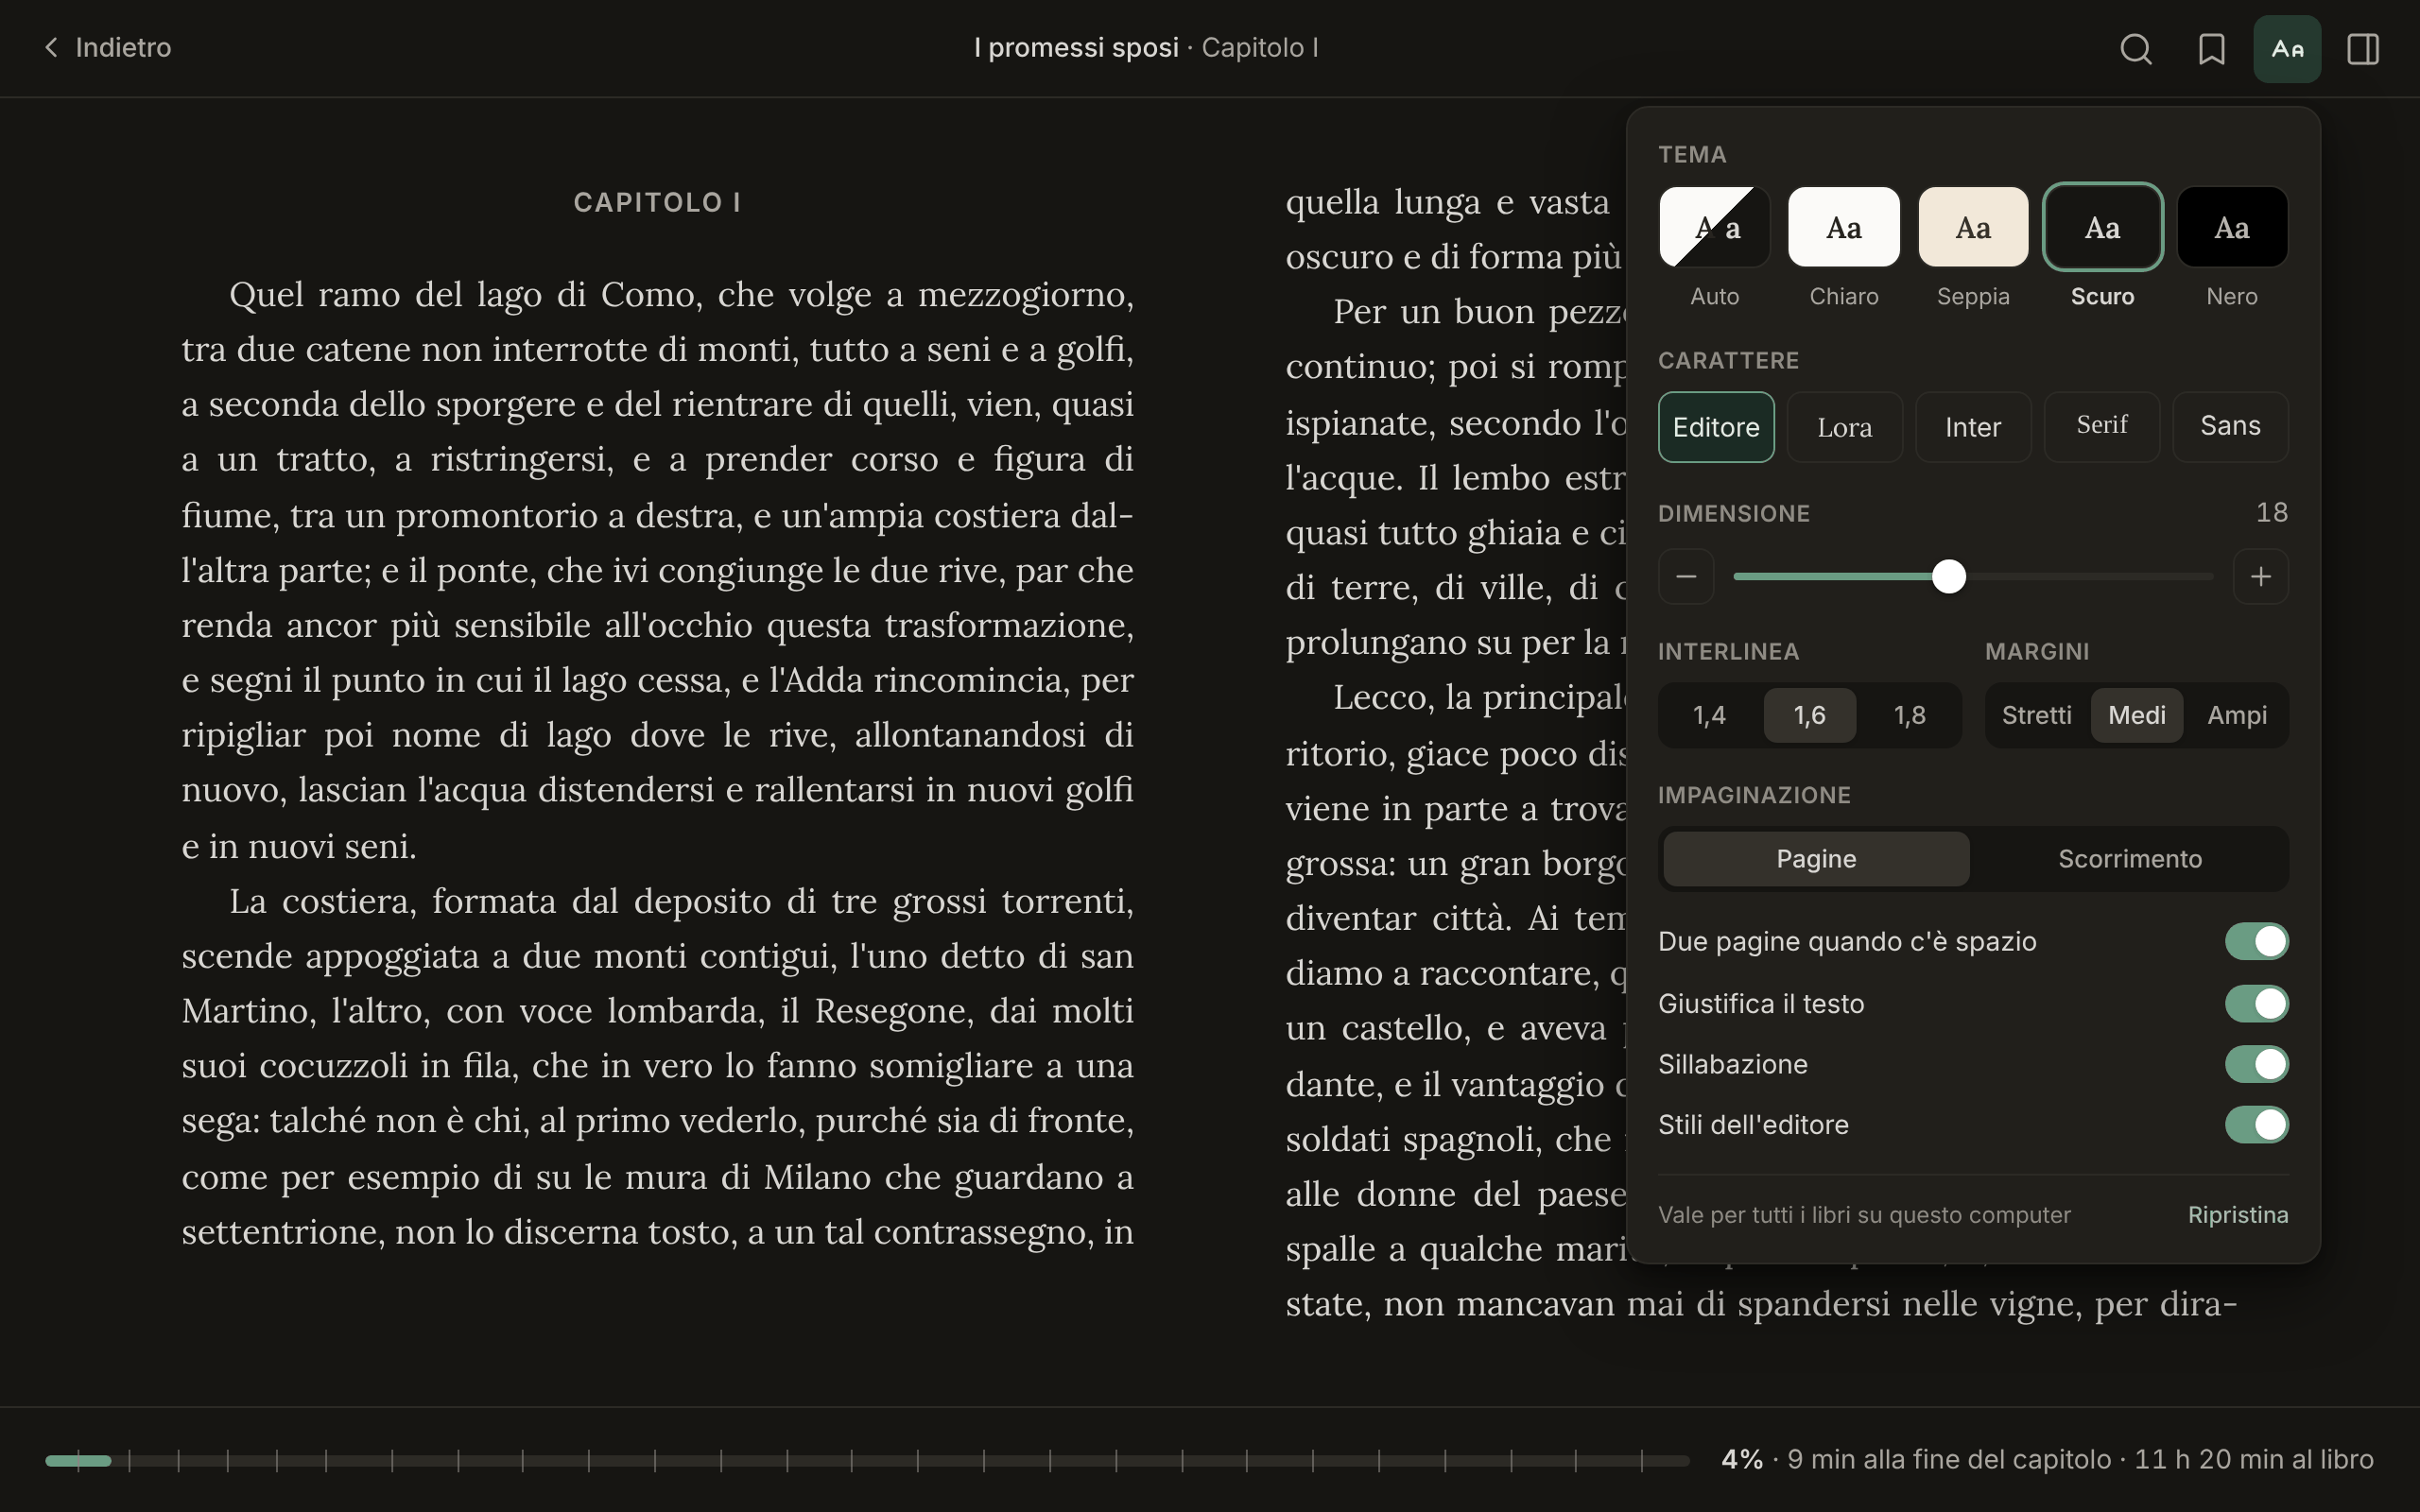 Indietro
I promessi sposi · Capitolo I
Aa
CAPITOLO I
Quel ramo del lago di Como, che volge a mezzogiorno,
tra due catene non interrotte di monti, tutto a seni e a golfi,
a seconda dello sporgere e del rientrare di quelli, vien, quasi
a un tratto, a ristringersi, e a prender corso e figura di
fiume, tra un promontorio a destra, e un'ampia costiera dal-
l'altra parte; e il ponte, che ivi congiunge le due rive, par che
renda ancor più sensibile all'occhio questa trasformazione,
e segni il punto in cui il lago cessa, e l'Adda rincomincia, per
ripigliar poi nome di lago dove le rive, allontanandosi di
nuovo, lascian l'acqua distendersi e rallentarsi in nuovi golfi
e in nuovi seni.
La costiera, formata dal deposito di tre grossi torrenti,
scende appoggiata a due monti contigui, l'uno detto di san
Martino, l'altro, con voce lombarda, il Resegone, dai molti
suoi cocuzzoli in fila, che in vero lo fanno somigliare a una
sega: talché non è chi, al primo vederlo, purché sia di fronte,
come per esempio di su le mura di Milano che guardano a
settentrione, non lo discerna tosto, a un tal contrassegno, in
quella lunga e vasta
oscuro e di forma più
Per un buon
continuo; poi si
ispianate, secondo
l'acque. Il lembo
quasi tutto ghiaia e
di terre, di ville, di
prolungano su per la
Lecco, la
ritorio, giace poco
viene in parte a
grossa: un gran
diventar città. Ai
diamo a raccontare,
un castello, e aveva
dante, e il vantaggio
soldati spagnoli, che
alle donne del paese
spalle a qualche
state, non mancavan mai di spandersi nelle vigne, per dira-
TEMA
Aa Aa Aa Aa Aa
Auto Chiaro Seppia Scuro Nero
CARATTERE
Editore Lora Inter Serif Sans
DIMENSIONE 18
INTERLINEA MARGINI
1,4 1,6 1,8 Stretti Medi Ampi
IMPAGINAZIONE
Pagine Scorrimento
Due pagine quando c'è spazio
Giustifica il testo
Sillabazione
Stili dell'editore
Vale per tutti i libri su questo computer Ripristina
4% · 9 min alla fine del capitolo · 11 h 20 min al libro